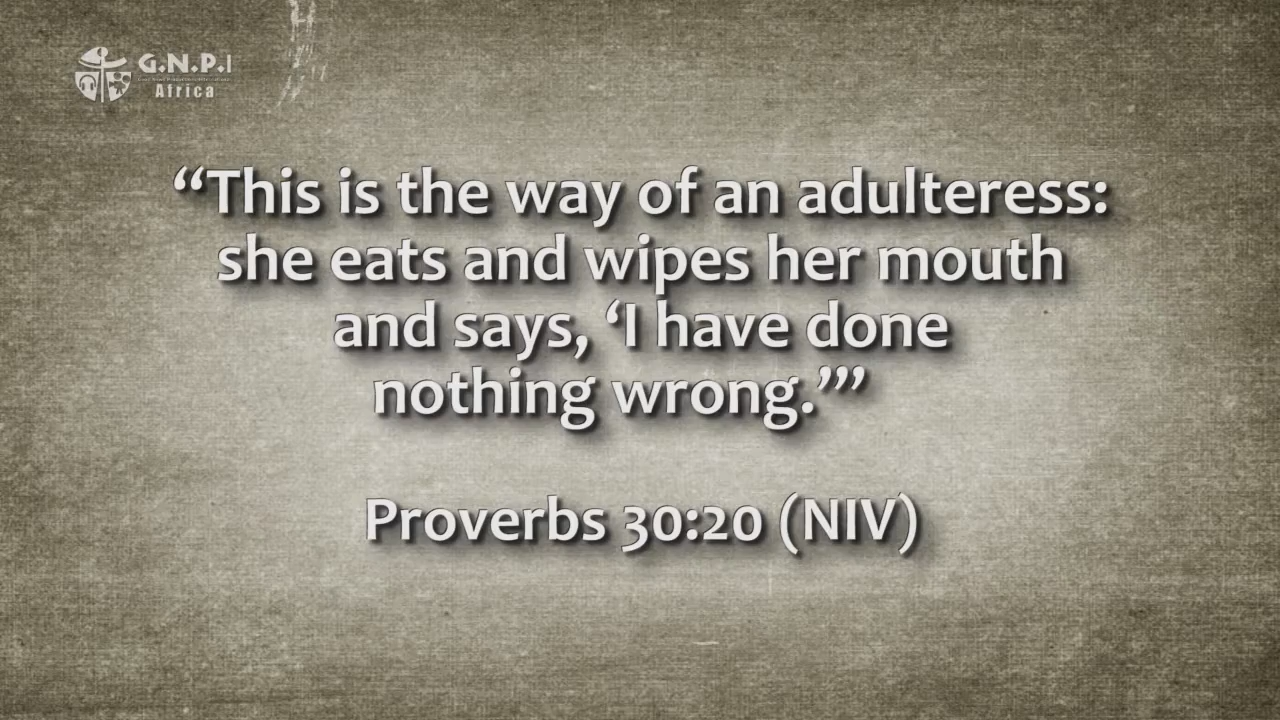 G.N.P.I
Africa
“This is the way of an adulteress:
she eats and wipes her mouth
and says, ‘I have done
nothing wrong.’”
Proverbs 30:20 (NIV)